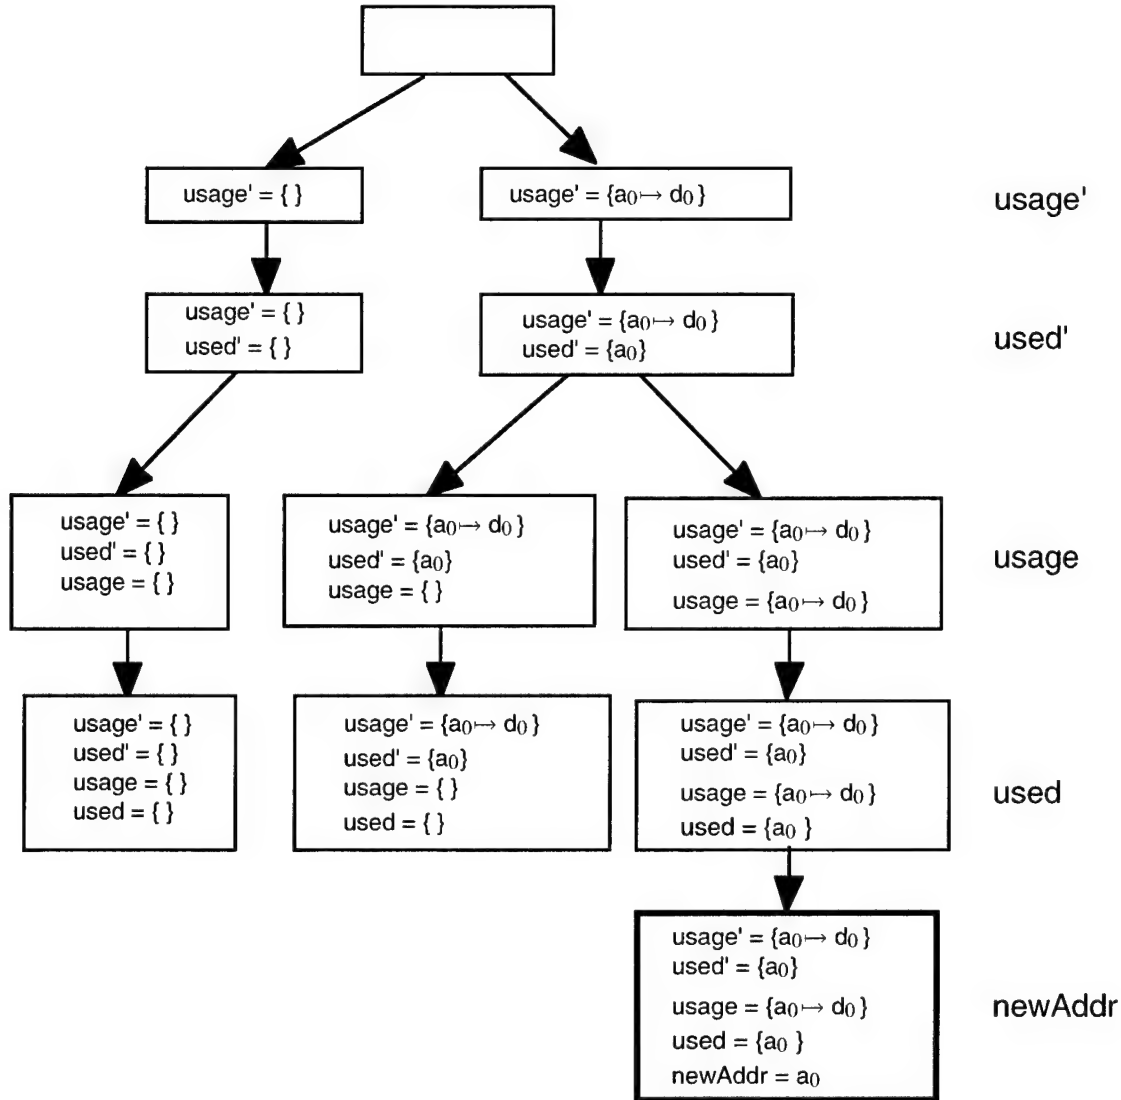 usage' = { }
usage' = {a₀ ↦ d₀ }
usage'
usage' = { }
used' = { }
usage' = {a₀ ↦ d₀ }
used' = {a₀}
used'
usage' = { }
used' = { }
usage = { }
usage' = {a₀ ↦ d₀ }
used' = {a₀}
usage = { }
usage' = {a₀ ↦ d₀ }
used' = {a₀}
usage = {a₀ ↦ d₀ }
usage
usage' = { }
used' = { }
usage = { }
used = { }
usage' = {a₀ ↦ d₀ }
used' = {a₀}
usage = { }
used = { }
usage' = {a₀ ↦ d₀ }
used' = {a₀}
usage = {a₀ ↦ d₀ }
used = {a₀ }
used
usage' = {a₀ ↦ d₀ }
used' = {a₀}
usage = {a₀ ↦ d₀ }
used = {a₀ }
newAddr = a₀
newAddr